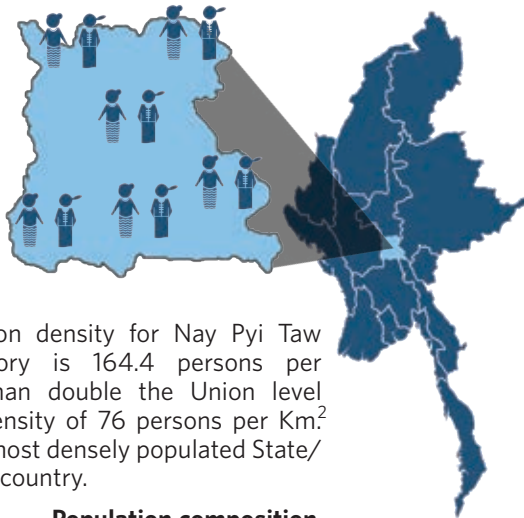 on density for Nay Pyi Taw
ory is 164.4 persons per
an double the Union level
ensity of 76 persons per Km.²
most densely populated State/
country.
Population composition